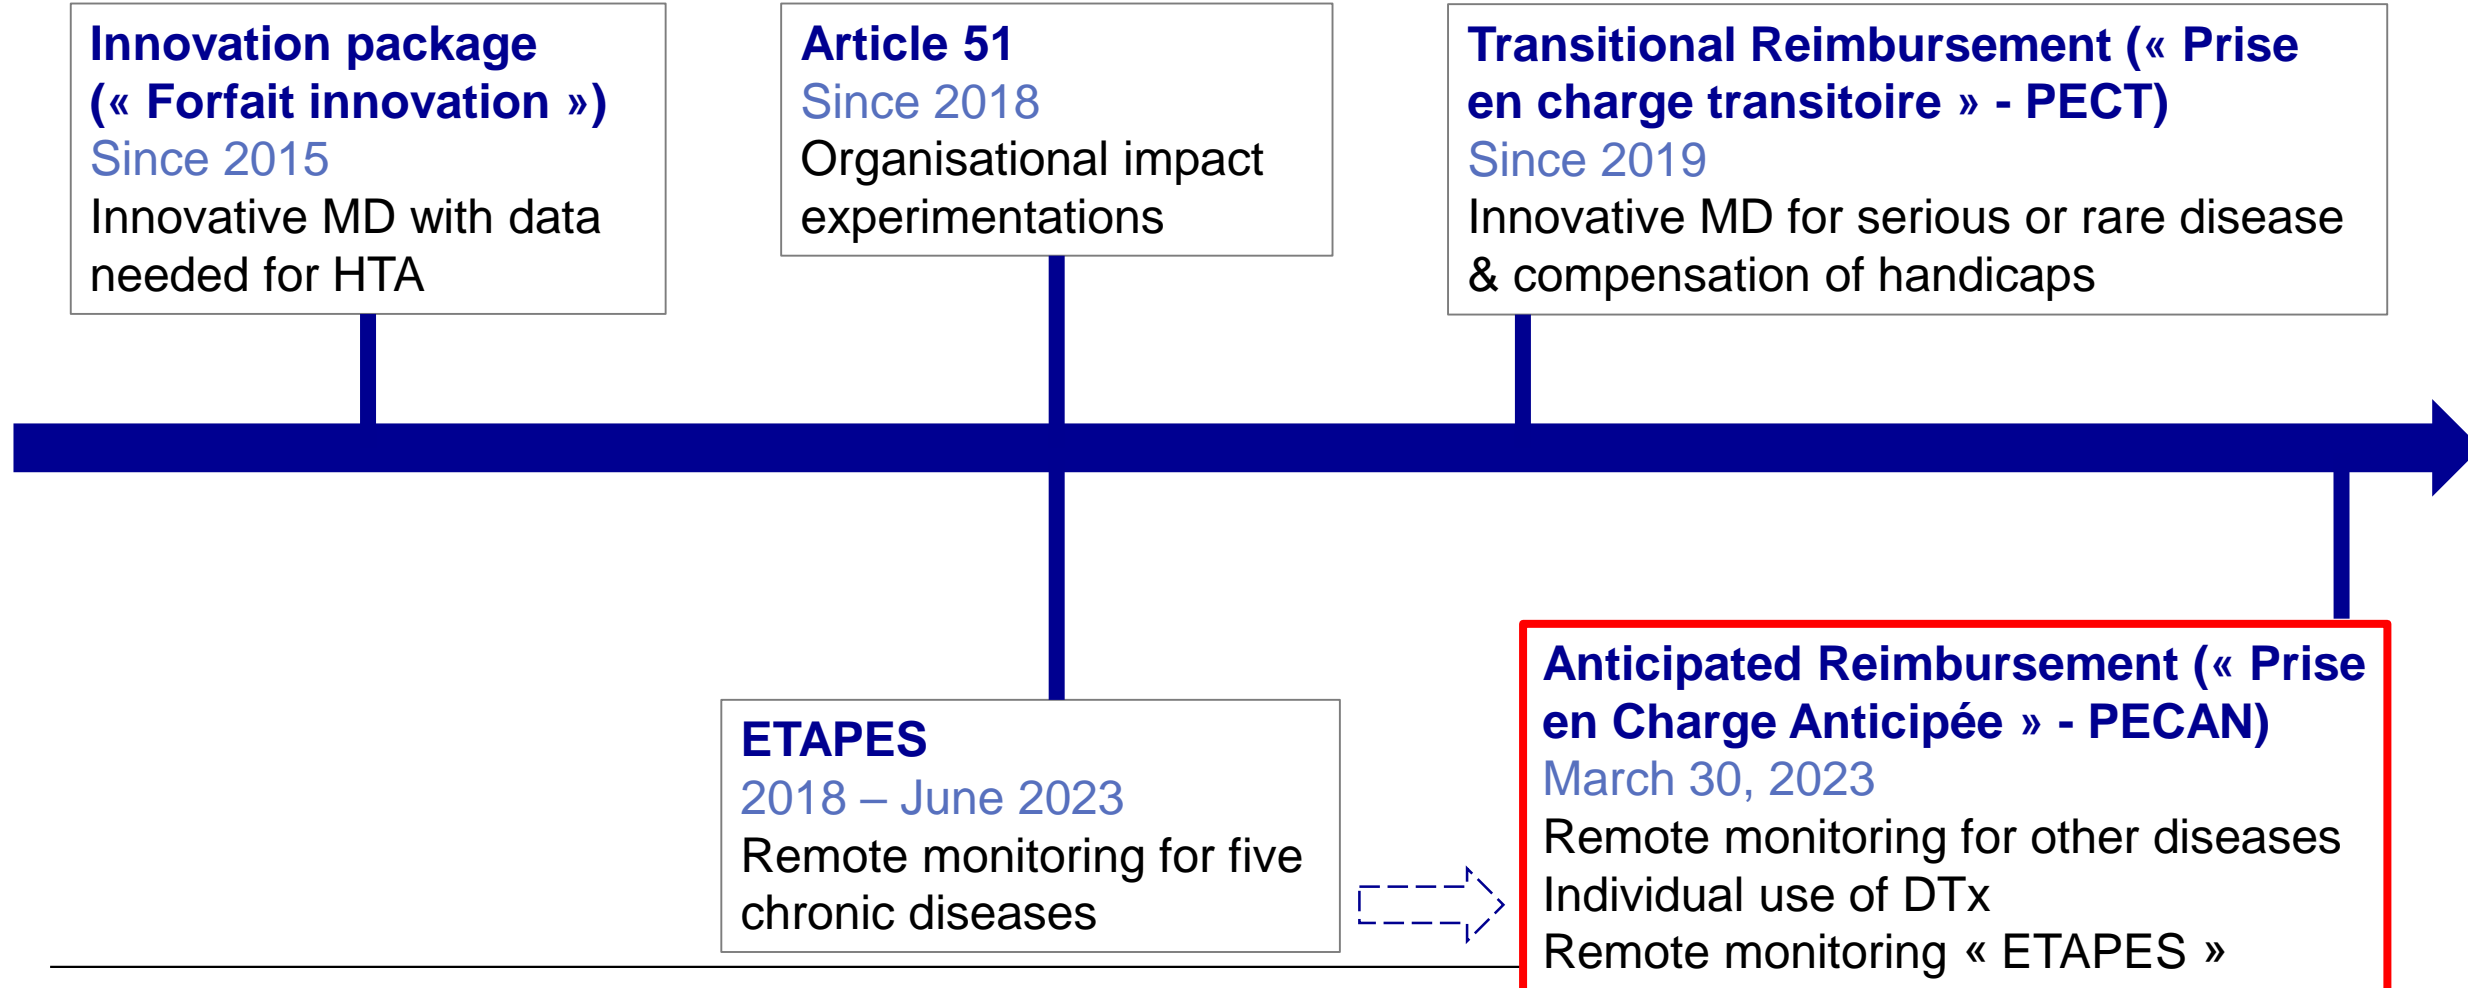 Innovation package
(« Forfait innovation »)
Since 2015
Innovative MD with data
needed for HTA
Article 51
Since 2018
Organisational impact
experimentations
Transitional Reimbursement (« Prise
en charge transitoire » - PECT)
Since 2019
Innovative MD for serious or rare disease
& compensation of handicaps
ETAPES
2018 – June 2023
Remote monitoring for five
chronic diseases
Anticipated Reimbursement (« Prise
en Charge Anticipée » - PECAN)
March 30, 2023
Remote monitoring for other diseases
Individual use of DTx
Remote monitoring « ETAPES »